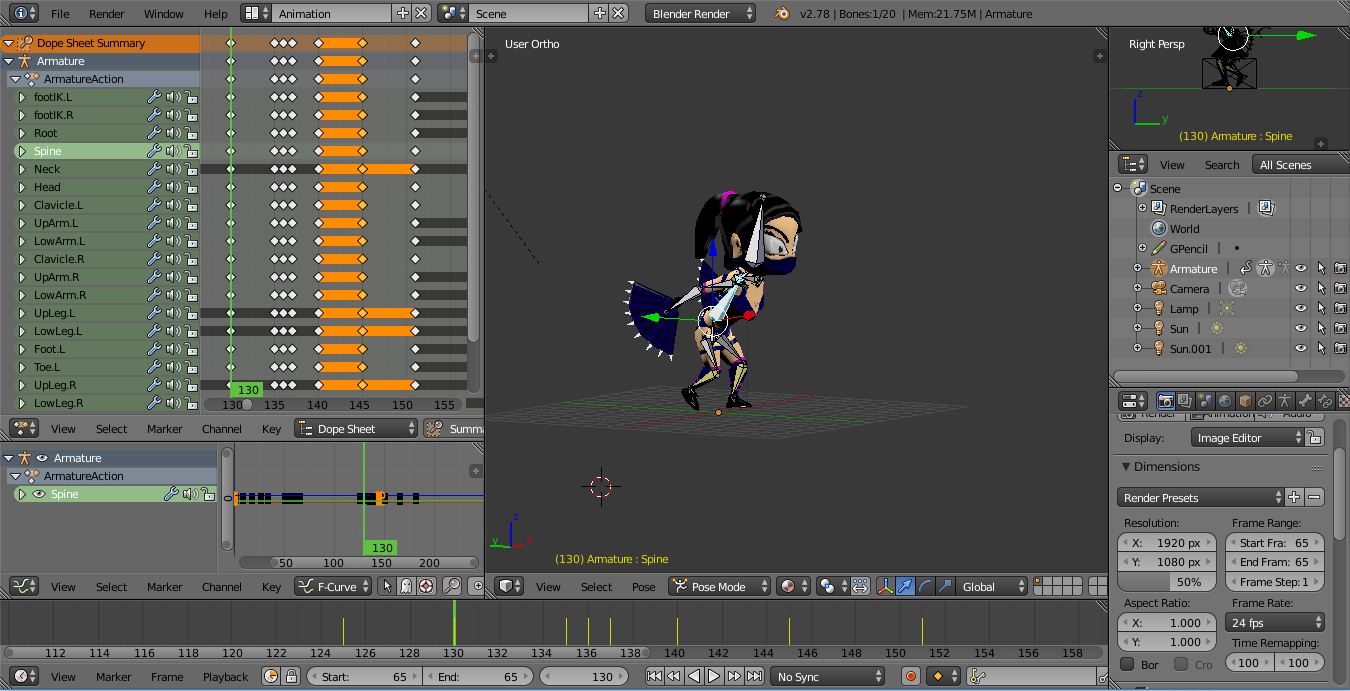 File Render Window Help Animation Scene Blender Render v2.78 | Bones:1/20 | Mem:21.75M | Armature
Dope Sheet Summary
Armature
ArmatureAction
footIK.L
footIK.R
Root
Spine
Neck
Head
Clavicle.L
UpArm.L
LowArm.L
Clavicle.R
UpArm.R
LowArm.R
UpLeg.L
LowLeg.L
Foot.L
Toe.L
UpLeg.R
LowLeg.R
130
130 135 140 145 150 155
View Select Marker Channel Key Dope Sheet Summ
Armature
ArmatureAction
Spine
0
130
50 100 150 200
View Select Marker Channel Key F-Curve
User Ortho
z
y x
(130) Armature : Spine
View Select Pose Pose Mode Global
Right Persp
z
y
(130) Armature : Spine
View Search All Scenes
Scene
RenderLayers |
World
GPencil |
Armature |
Camera |
Lamp |
Sun |
Sun.001 |
Render Animation Audio
Display: Image Editor
Dimensions
Render Presets
Resolution:
X: 1920 px
Y: 1080 px
50%
Frame Range:
Start Fra: 65
End Fram: 65
Frame Step: 1
Aspect Ratio:
X: 1.000
Y: 1.000
Bor Cro
Frame Rate:
24 fps
Time Remapping:
100 100
112 114 116 118 120 122 124 126 128 130 132 134 136 138 140 142 144 146 148 150 152 154 156 158
View Marker Frame Playback Start: 65 End: 65 130 No Sync